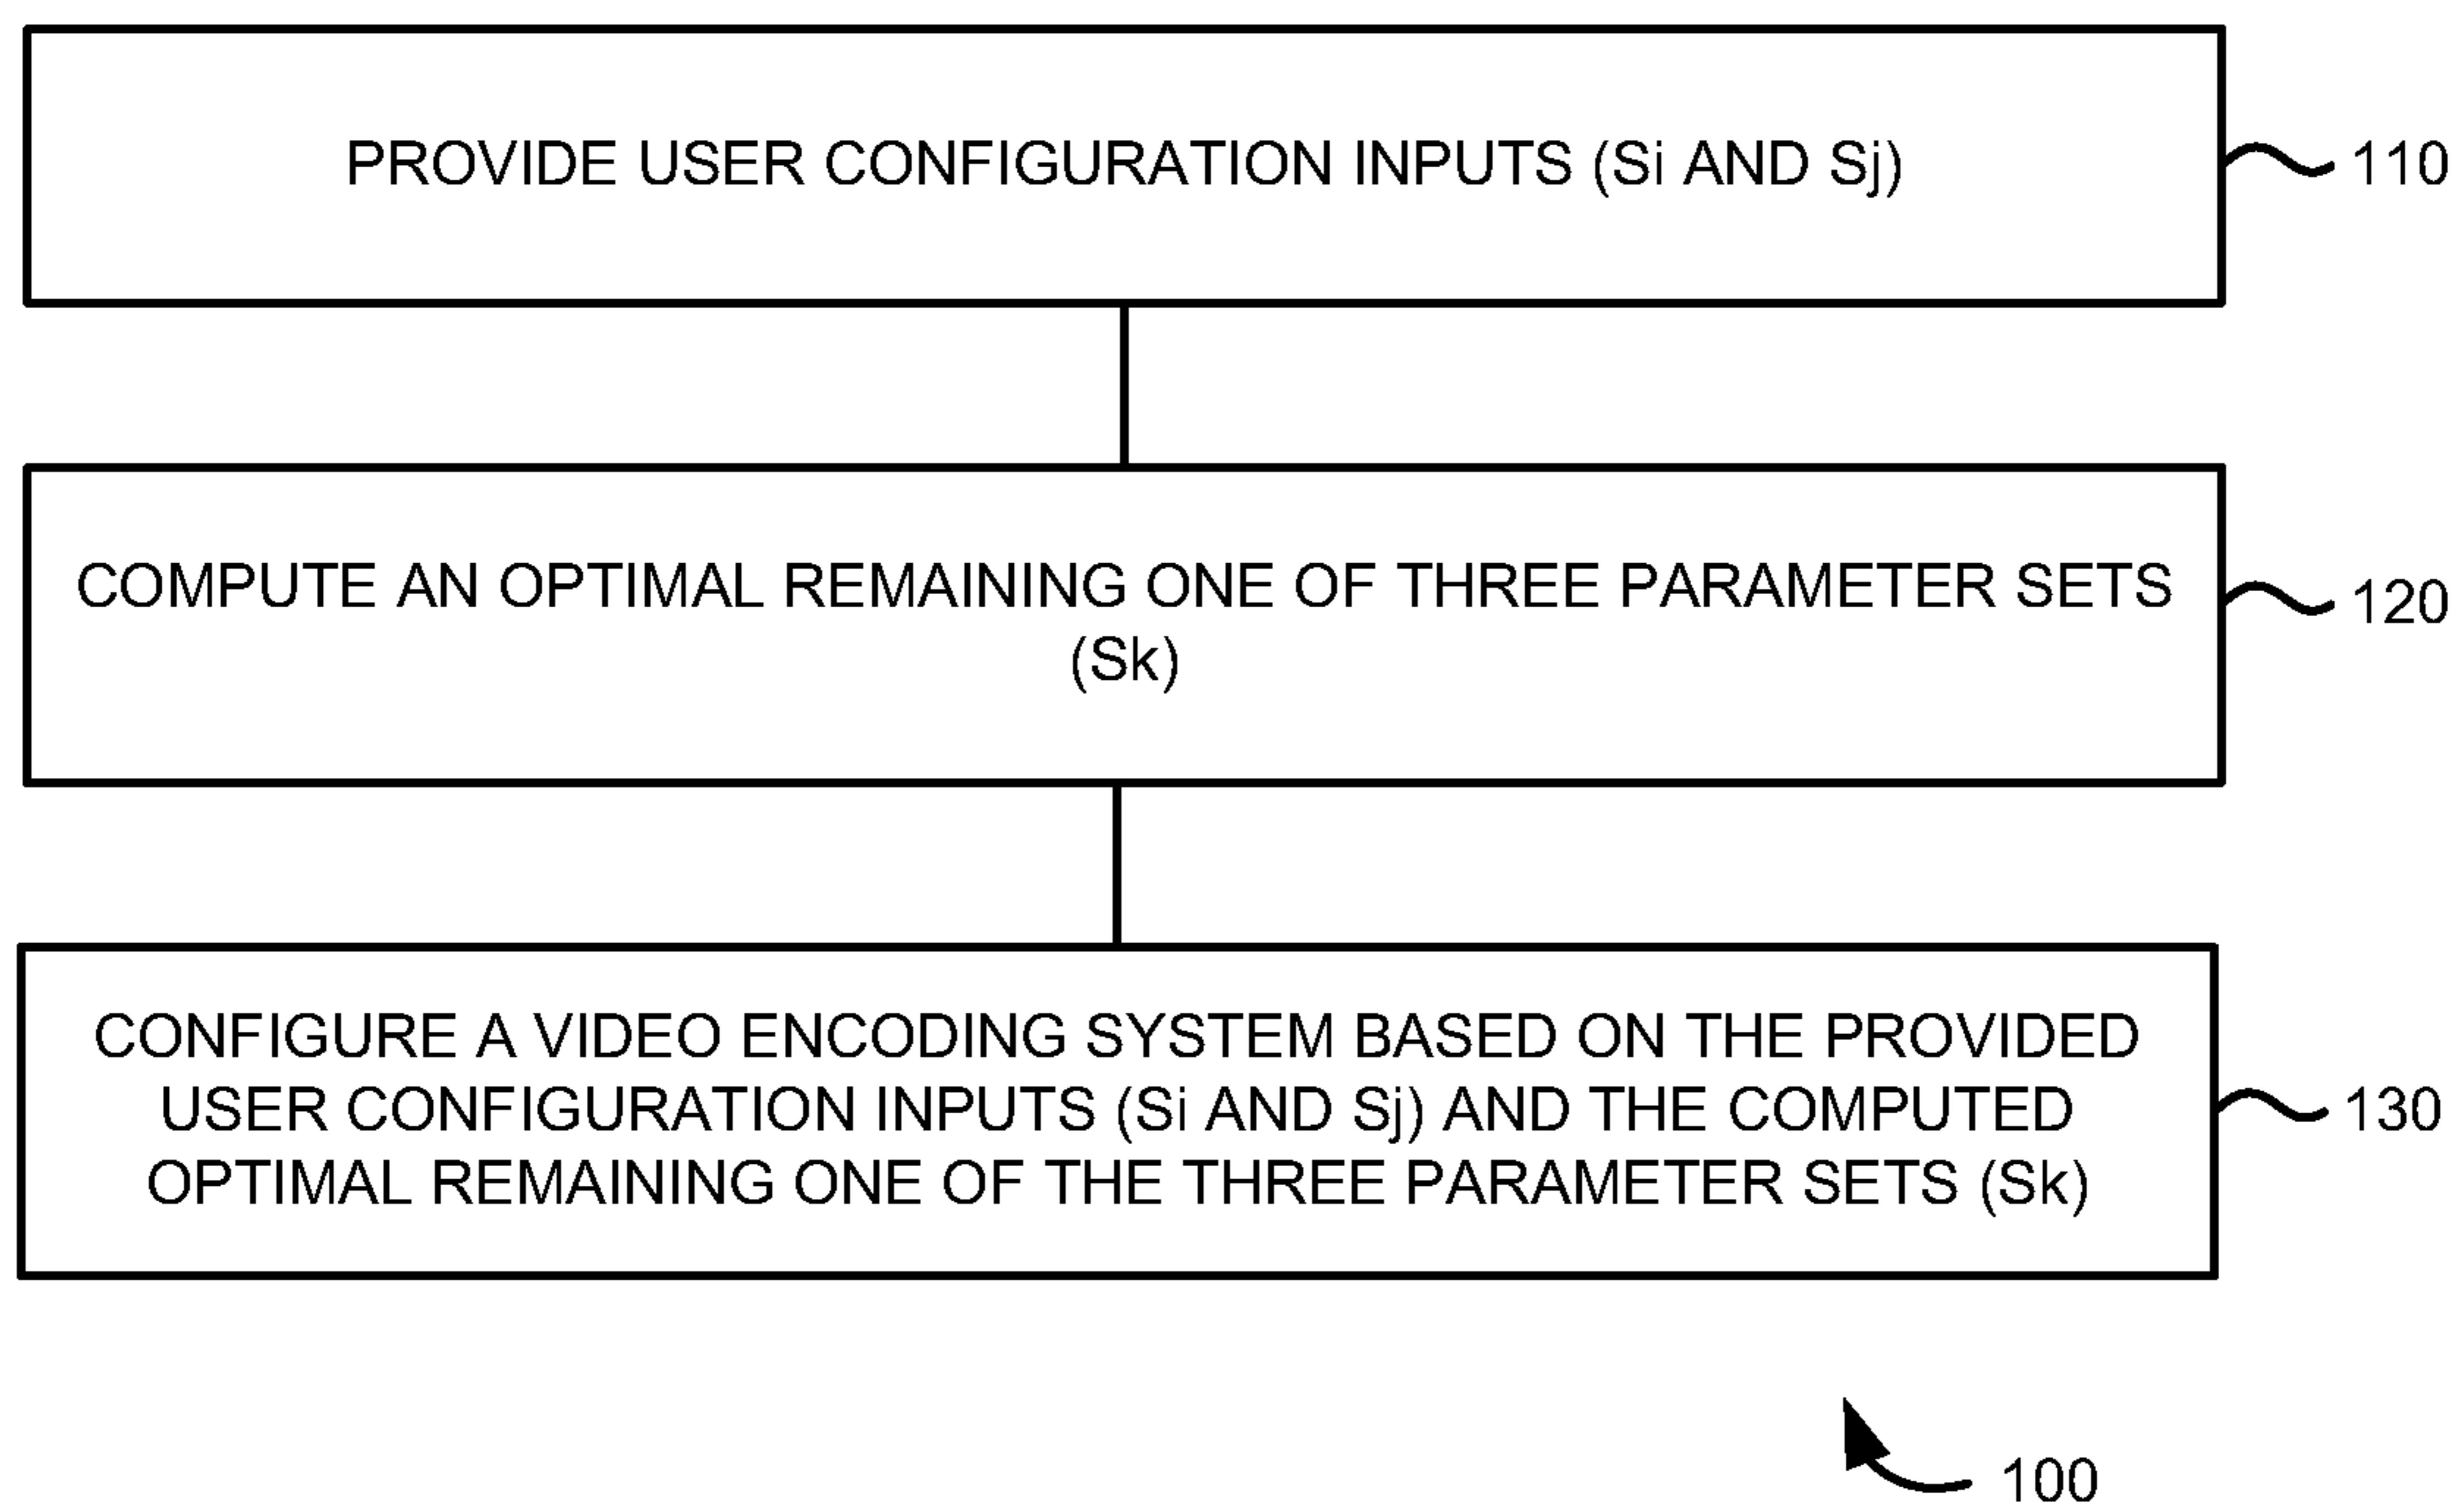 PROVIDE USER CONFIGURATION INPUTS (Si AND Sj)
110
COMPUTE AN OPTIMAL REMAINING ONE OF THREE PARAMETER SETS
(Sk)
120
CONFIGURE A VIDEO ENCODING SYSTEM BASED ON THE PROVIDED
USER CONFIGURATION INPUTS (Si AND Sj) AND THE COMPUTED
OPTIMAL REMAINING ONE OF THE THREE PARAMETER SETS (Sk)
130
100